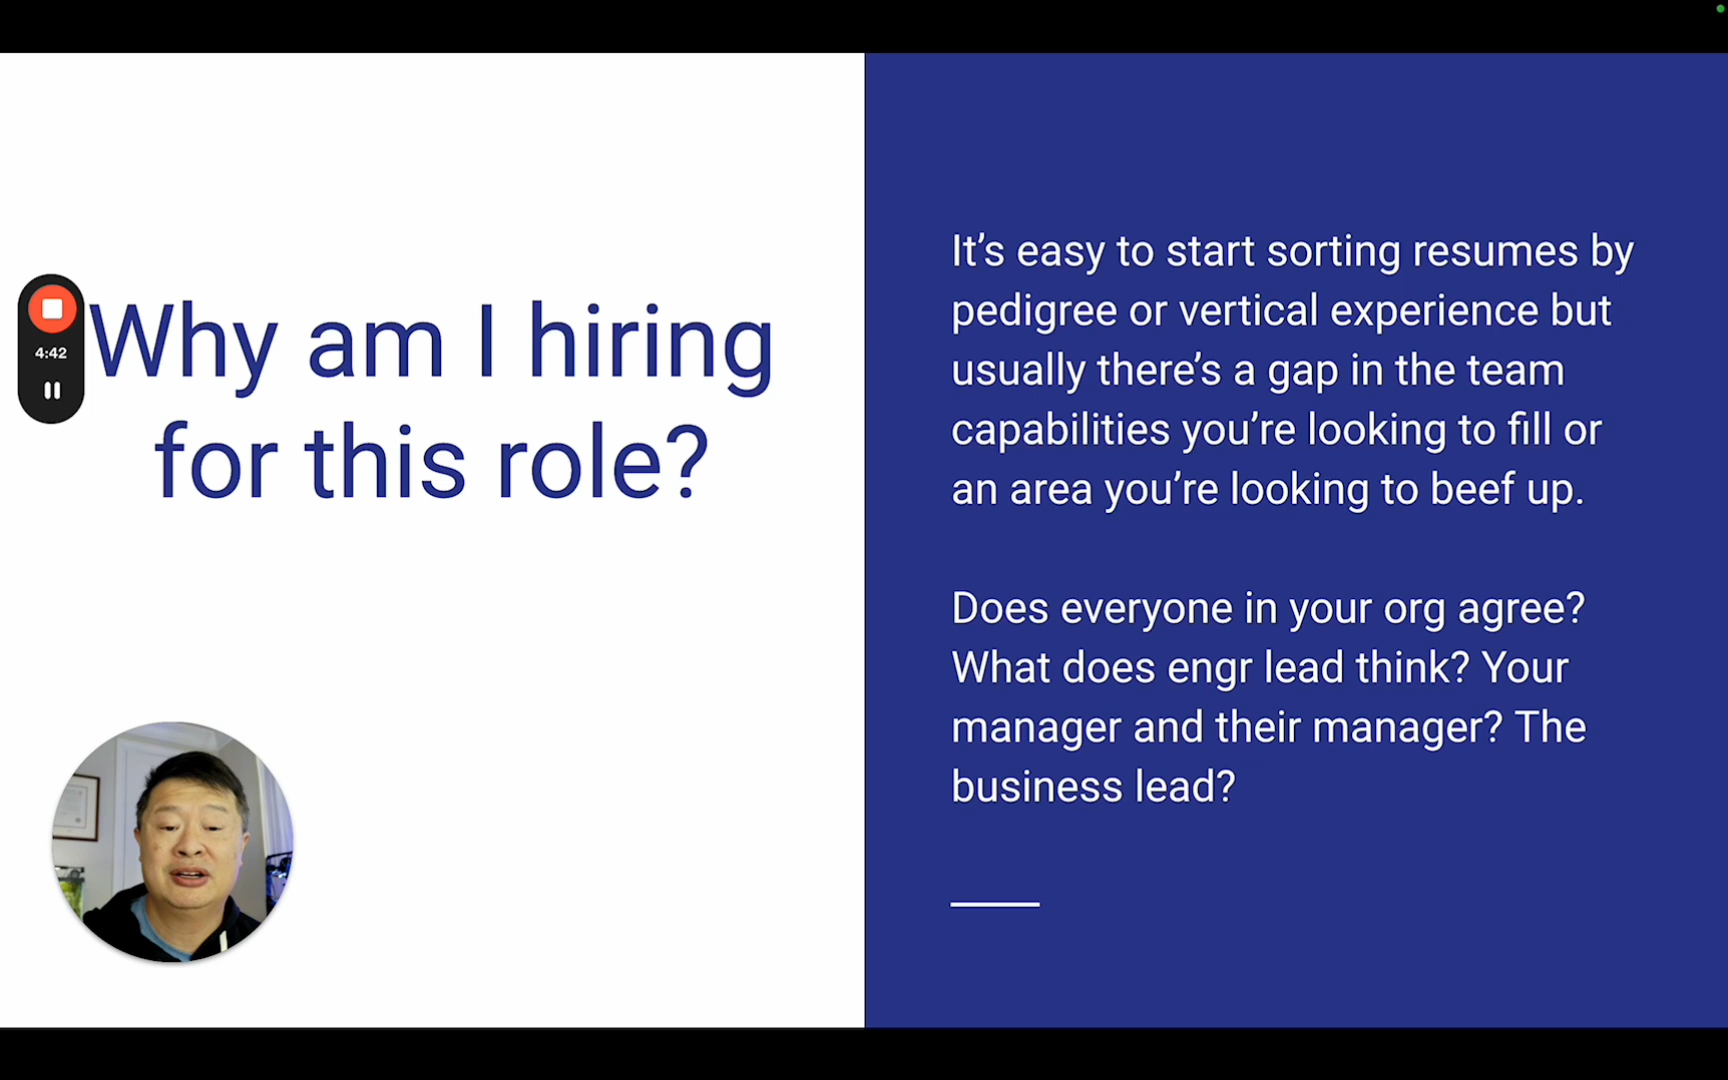 Why am I hiring
for this role?
4:42
It’s easy to start sorting resumes by
pedigree or vertical experience but
usually there’s a gap in the team
capabilities you’re looking to fill or
an area you’re looking to beef up.
Does everyone in your org agree?
What does engr lead think? Your
manager and their manager? The
business lead?